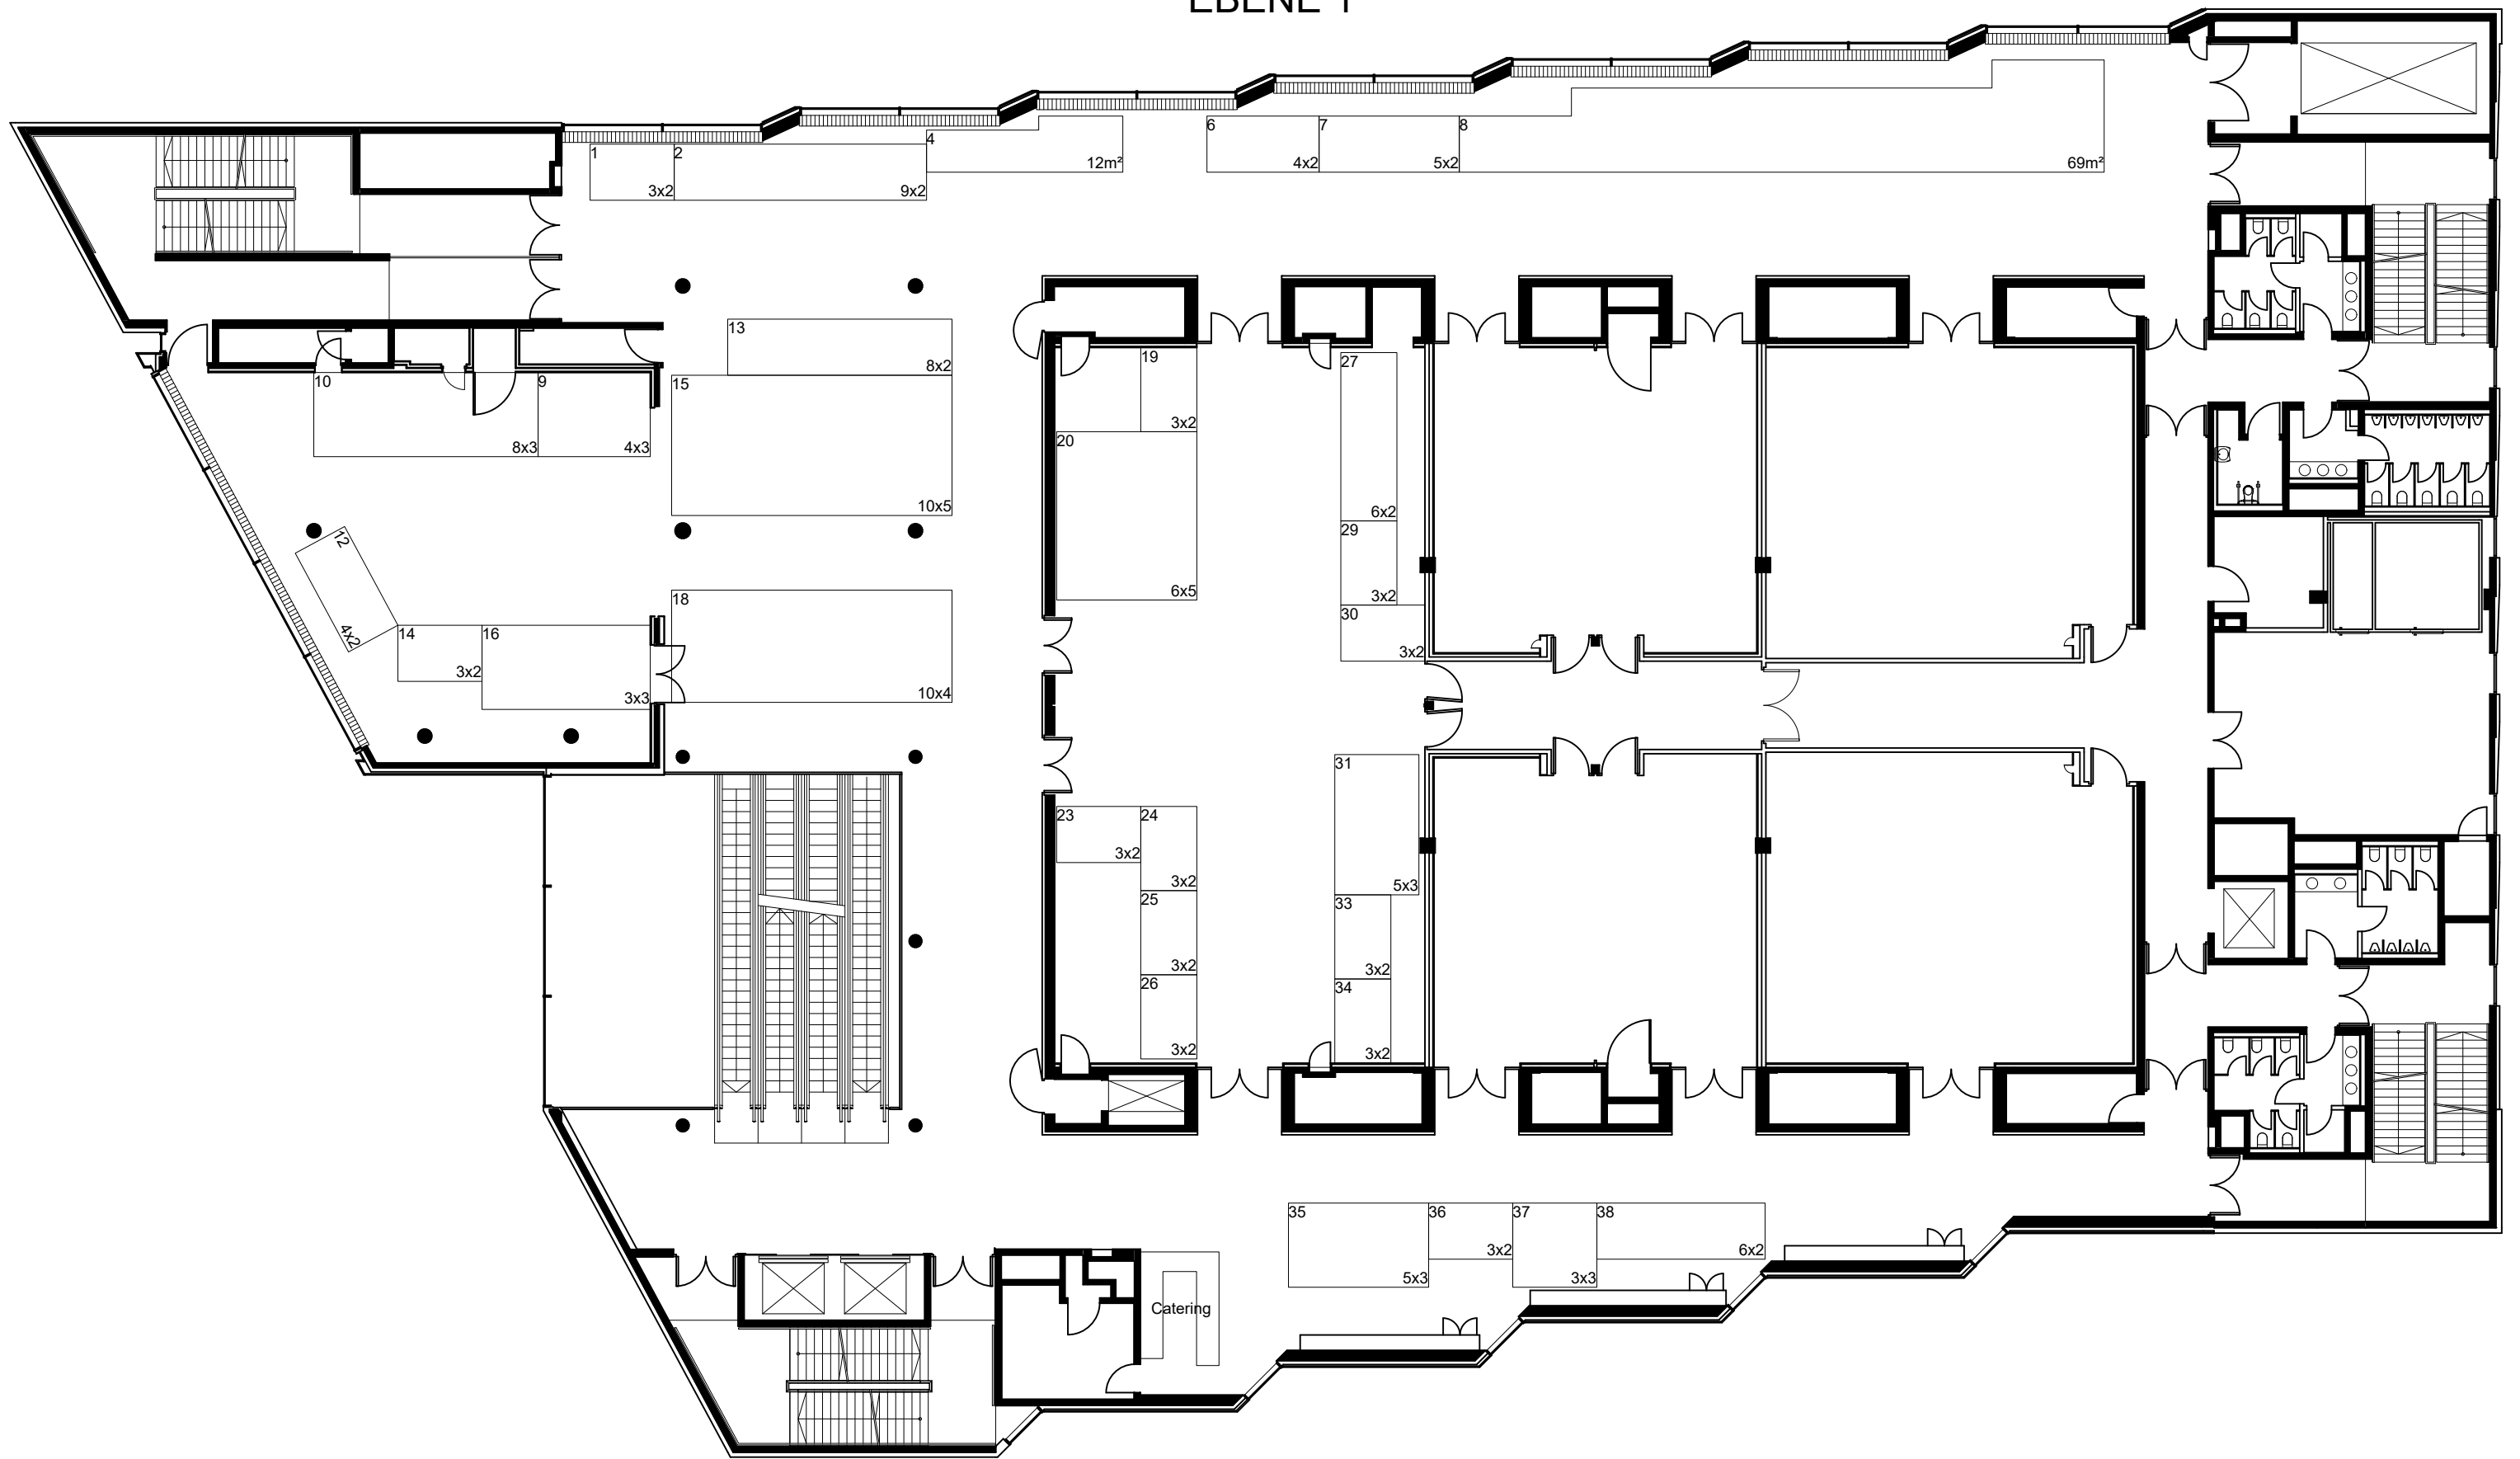 EBENE 1
1
3x2
2
9x2
4
12m²
6
4x2
7
5x2
8
69m²
13
8x2
15
10x5
10
8x3
9
4x3
12
4x2
14
3x2
16
3x3
18
10x4
19
3x2
20
6x5
27
6x2
29
3x2
30
3x2
23
3x2
24
3x2
25
3x2
26
3x2
31
5x3
33
3x2
34
3x2
35
5x3
36
3x2
37
3x3
38
6x2
Catering